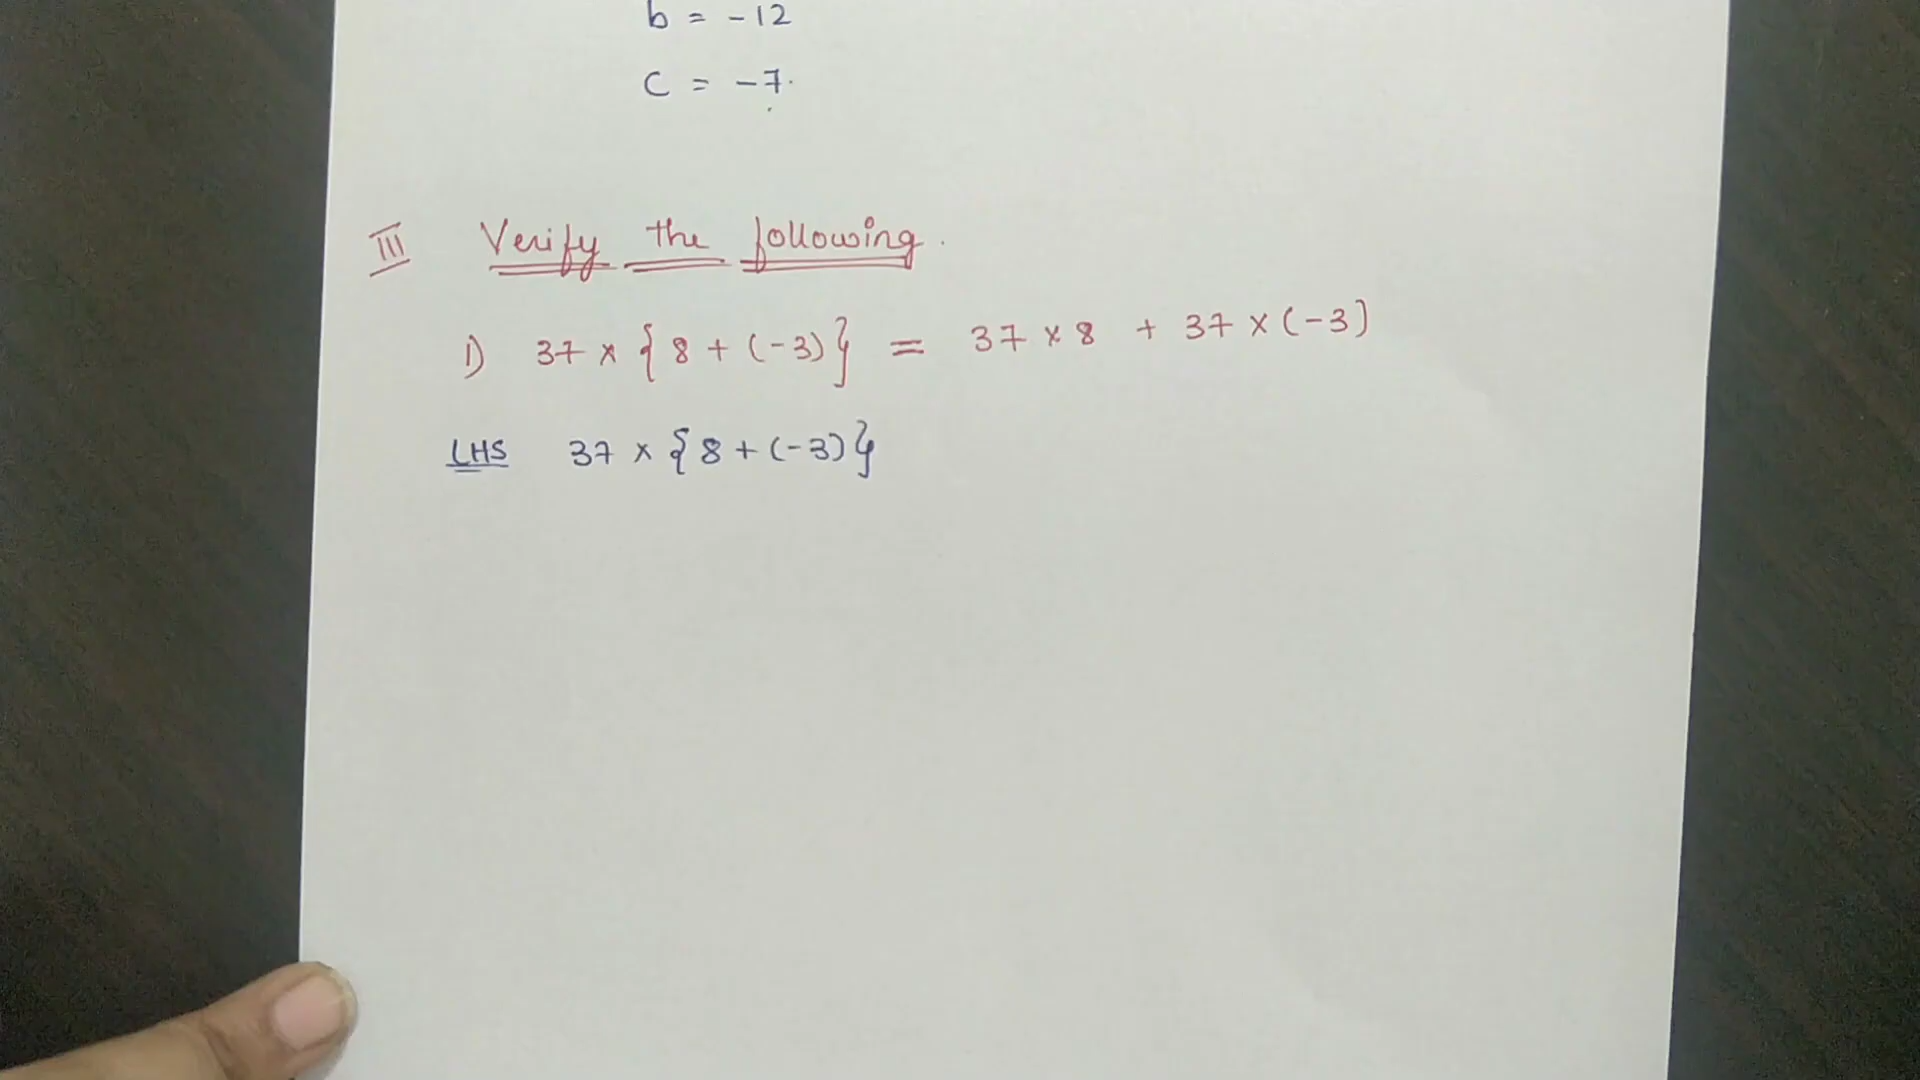 b = -12
c = -7.
III Verify the following.
1) 37 × { 8 + (-3) } = 37 × 8 + 37 × (-3)
LHS 37 × { 8 + (-3) }